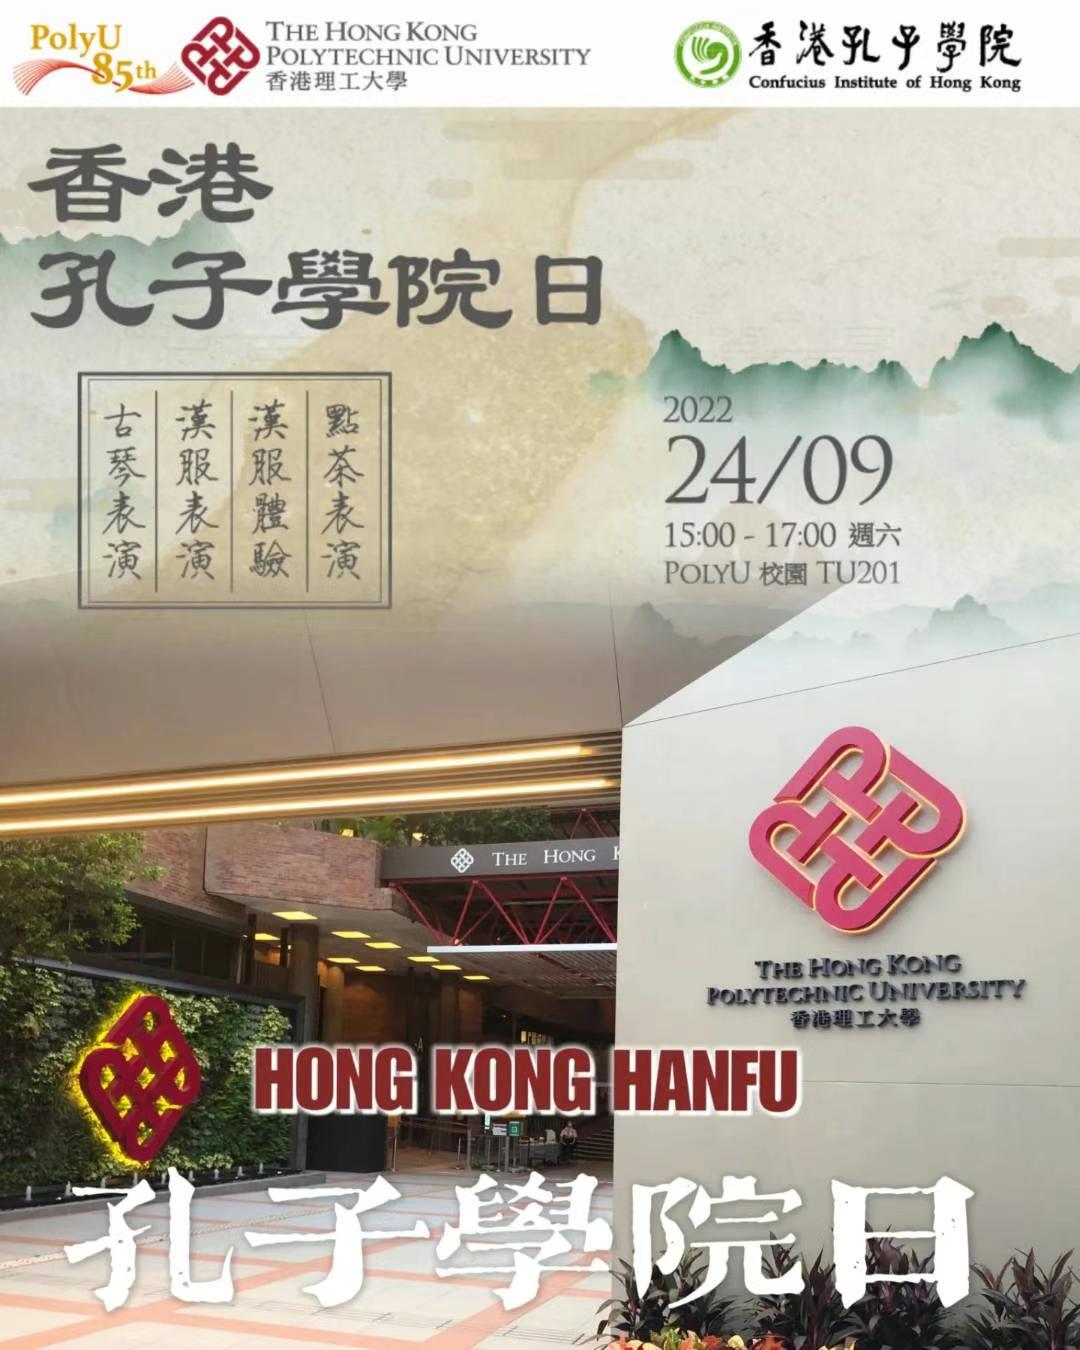 PolyU
85th
THE HONG KONG
POLYTECHNIC UNIVERSITY
香港理工大學
香港孔子學院
Confucius Institute of Hong Kong
香港
孔子學院日
點茶表演
漢服體驗
漢服表演
古琴表演
2022
24/09
15:00 - 17:00 週六
POLYU 校園 TU201
THE HONG K
THE HONG KONG
POLYTECHNIC UNIVERSITY
香港理工大學
HONG KONG HANFU
孔子學院日